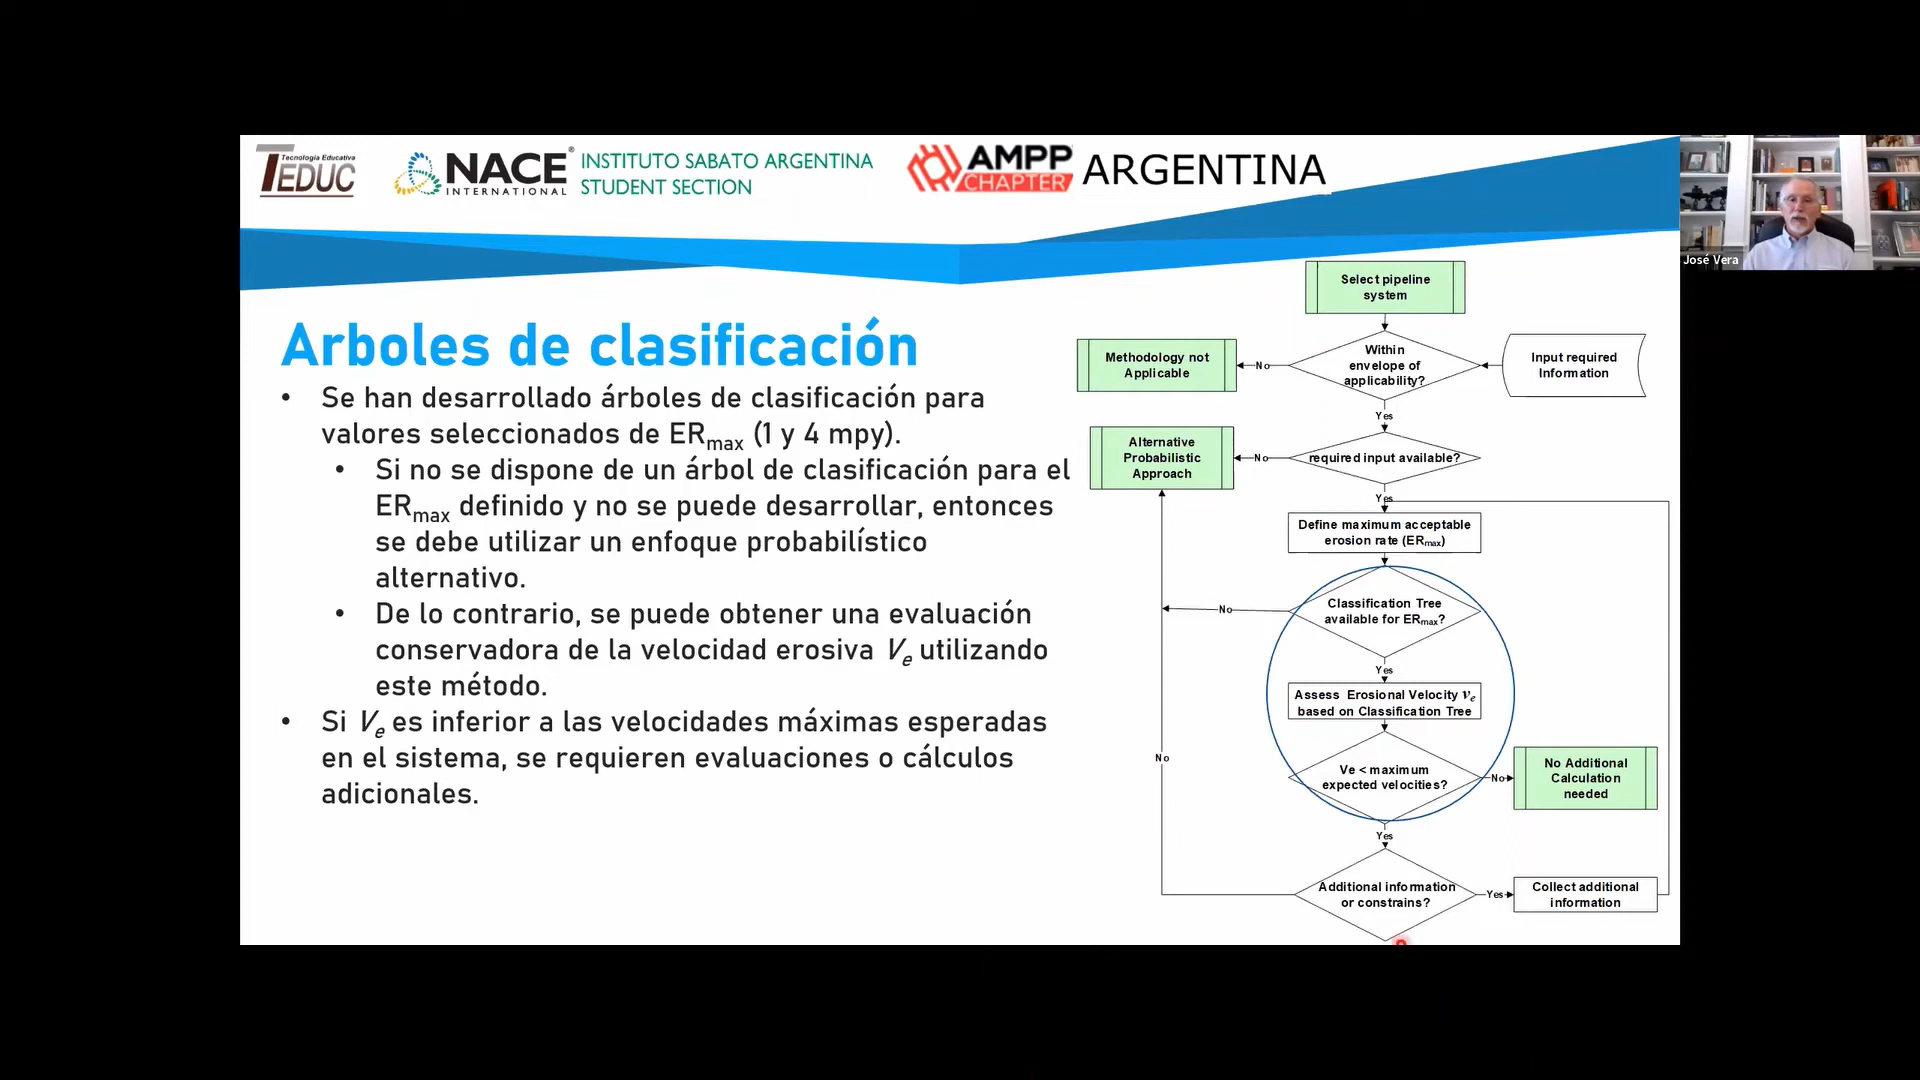 Tecnología Educativa
TEDUC
NACE
INTERNATIONAL
®
INSTITUTO SABATO ARGENTINA
STUDENT SECTION
AMPP
CHAPTER
ARGENTINA
José Vera
Arboles de clasificación
• Se han desarrollado árboles de clasificación para
valores seleccionados de ERmax (1 y 4 mpy).
• Si no se dispone de un árbol de clasificación para el
ERmax definido y no se puede desarrollar, entonces
se debe utilizar un enfoque probabilístico
alternativo.
• De lo contrario, se puede obtener una evaluación
conservadora de la velocidad erosiva Ve utilizando
este método.
• Si Ve es inferior a las velocidades máximas esperadas
en el sistema, se requieren evaluaciones o cálculos
adicionales.
Select pipeline
system
Within
envelope of
applicability?
Input required
Information
No
Methodology not
Applicable
Yes
required input available?
No
Alternative
Probabilistic
Approach
Yes
Define maximum acceptable
erosion rate (ERmax)
Classification Tree
available for ERmax?
No
Yes
Assess Erosional Velocity ve
based on Classification Tree
Ve < maximum
expected velocities?
No
No Additional
Calculation
needed
No
Yes
Additional information
or constrains?
Yes
Collect additional
information